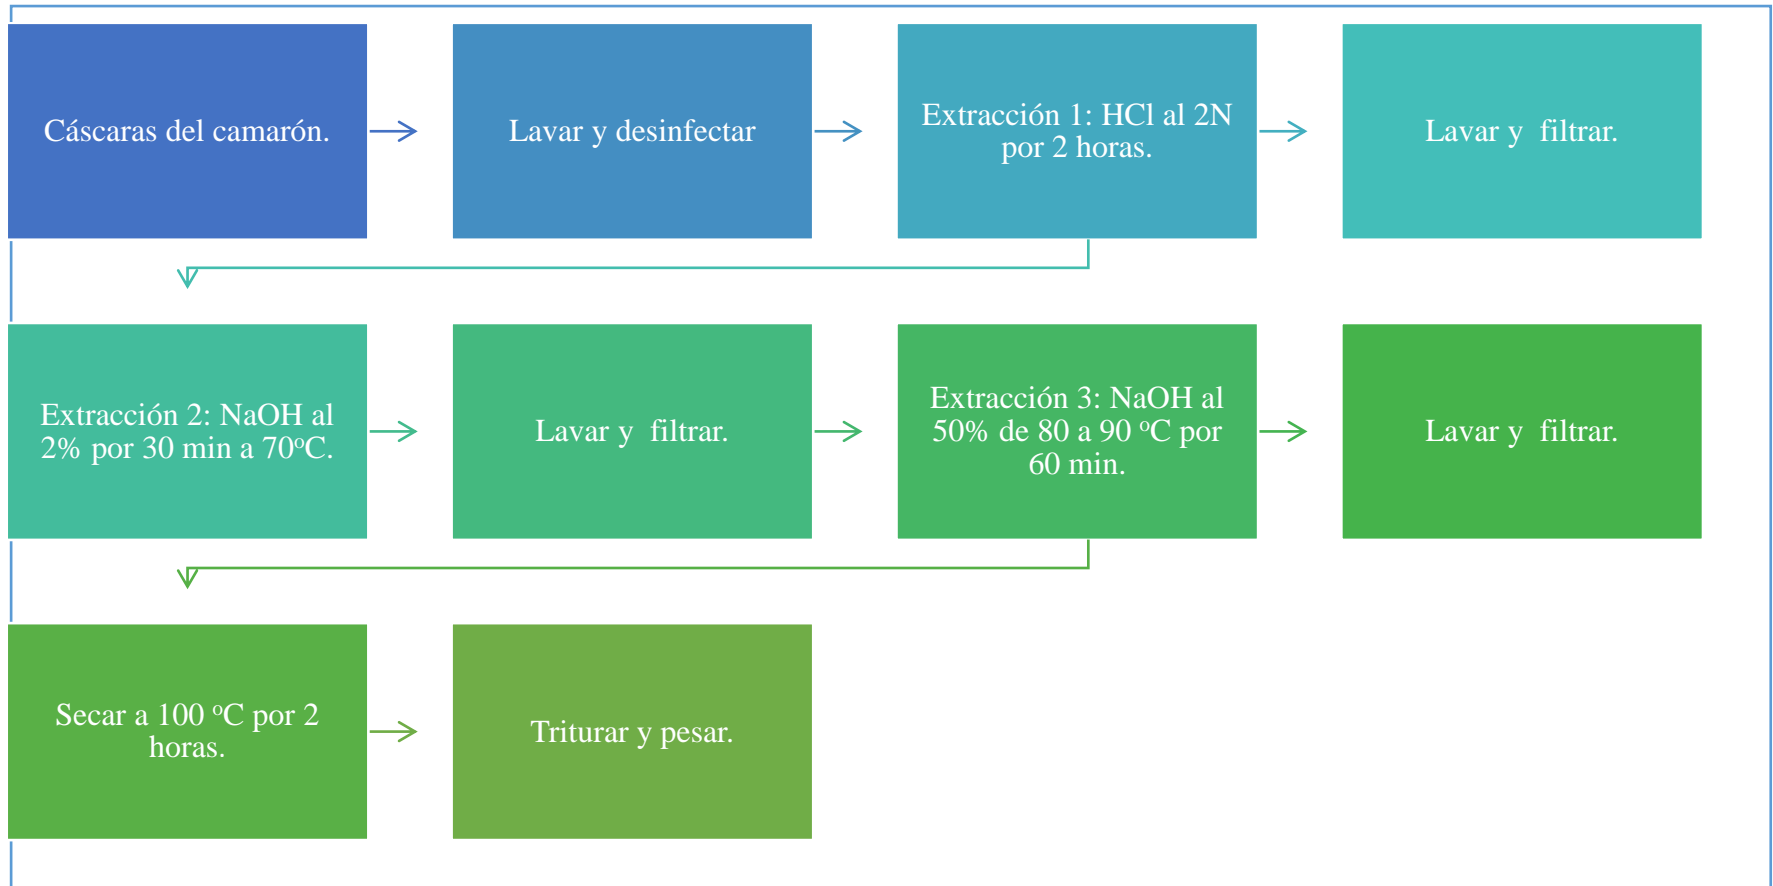 Cáscaras del camarón.
Lavar y desinfectar
Extracción 1: HCl al 2N
por 2 horas.
Lavar y  filtrar.
Extracción 2: NaOH al
2% por 30 min a 70ºC.
Lavar y  filtrar.
Extracción 3: NaOH al
50% de 80 a 90 ºC por
60 min.
Lavar y  filtrar.
Secar a 100 ºC por 2
horas.
Triturar y pesar.